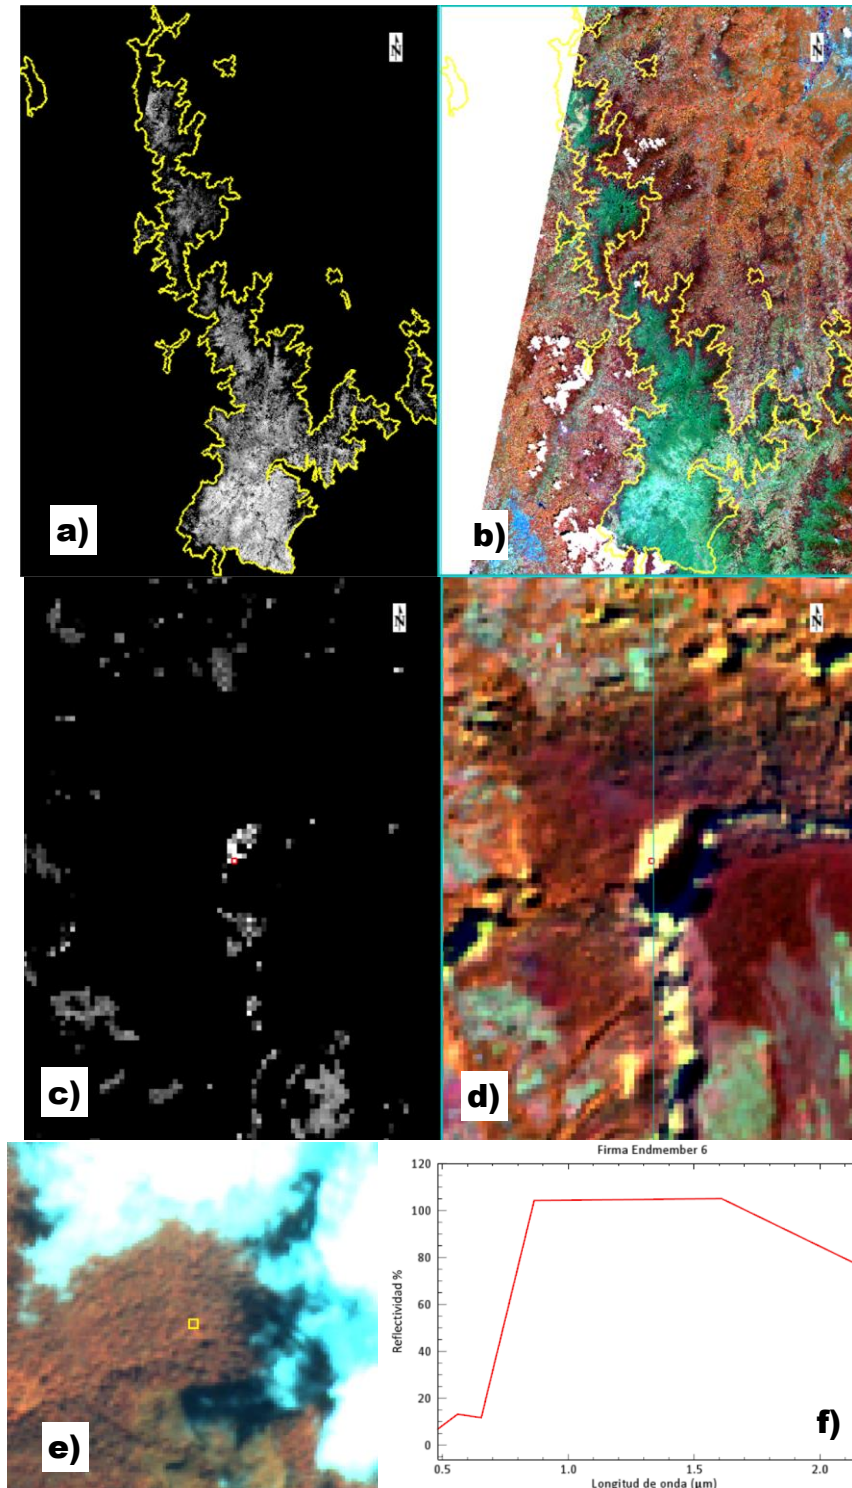 N
N
a)
b)
N
N
c)
d)
Firma Endmember 6
120
100
80
60
40
20
0
Reflectividad %
0.5
1.0
1.5
2.0
Longitud de onda (μm)
e)
f)